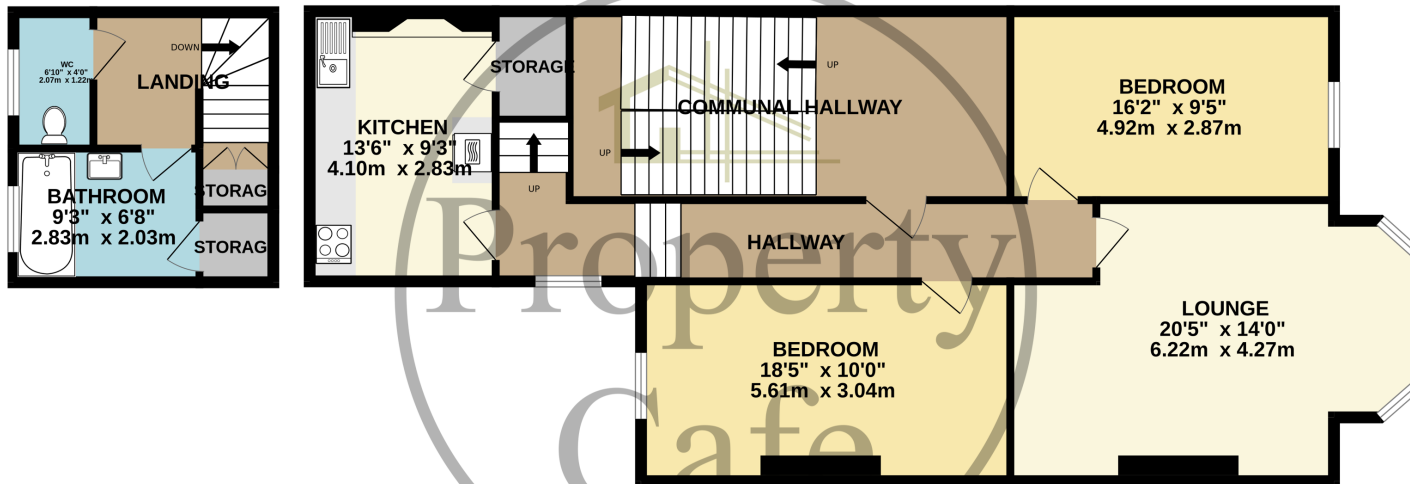 WC
6'10" x 4'0"
2.07m x 1.22m
DOWN
LANDING
BATHROOM
9'3" x 6'8"
2.83m x 2.03m
STORAG
STORAG
KITCHEN
13'6" x 9'3"
4.10m x 2.83m
STORAGE
UP
UP
COMMUNAL HALLWAY
UP
HALLWAY
BEDROOM
16'2" x 9'5"
4.92m x 2.87m
BEDROOM
18'5" x 10'0"
5.61m x 3.04m
LOUNGE
20'5" x 14'0"
6.22m x 4.27m
Property
Cafe